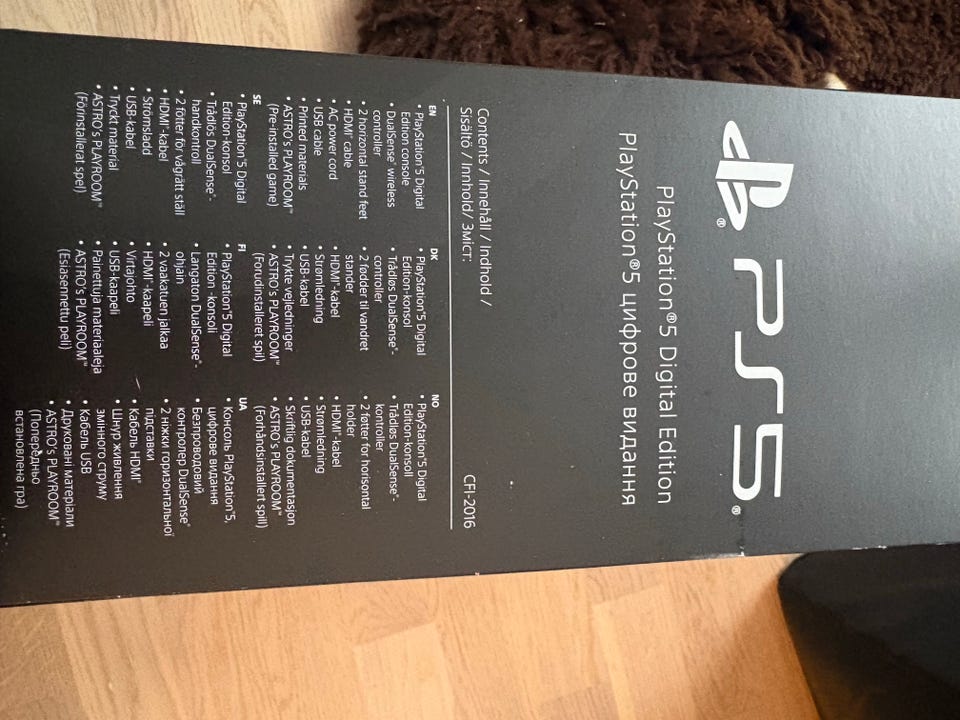 PS5®
PlayStation®5 Digital Edition
PlayStation®5 цифрове видання
Contents / Innehåll / Indhold /
Sisältö / Innhold/ Зміст:
CFI-2016
EN
• PlayStation®5 Digital
Edition console
• DualSense® wireless
controller
• 2 horizontal stand feet
• HDMI® cable
• AC power cord
• USB cable
• Printed materials
• ASTRO's PLAYROOM™
(Pre-installed game)
DK
• PlayStation®5 Digital
Edition-konsol
• Trådløs DualSense®-
controller
• 2 fødder til vandret
stander
• HDMI®-kabel
• Strømledning
• USB-kabel
• Trykte vejledninger
• ASTRO's PLAYROOM™
(Forudinstalleret spil)
NO
• PlayStation®5 Digital
Edition-konsoll
• Trådløs DualSense®-
kontroller
• 2 føtter for horisontal
holder
• HDMI®-kabel
• Strømledning
• USB-kabel
• Skriftlig dokumentasjon
• ASTRO's PLAYROOM™
(Forhåndsinstallert spill)
SE
• PlayStation®5 Digital
Edition-konsol
• Trådlös DualSense®-
handkontroll
• 2 fötter för vågrätt ställ
• HDMI®-kabel
• Strömsladd
• USB-kabel
• Tryckt material
• ASTRO's PLAYROOM™
(Förinstallerat spel)
FI
• PlayStation®5 Digital
Edition -konsoli
• Langaton DualSense®-
ohjain
• 2 vaakatuen jalkaa
• HDMI®-kaapeli
• Virtajohto
• USB-kaapeli
• Painettuja materiaaleja
• ASTRO's PLAYROOM™
(Esiasennettu peli)
UA
• Консоль PlayStation®5,
цифрове видання
• Безпроводовий
контролер DualSense®
• 2 ніжки горизонтальної
підставки
• Кабель HDMI®
• Шнур живлення
змінного струму
• Кабель USB
• Друковані матеріали
• ASTRO's PLAYROOM™
(Попередньо
встановлена гра)